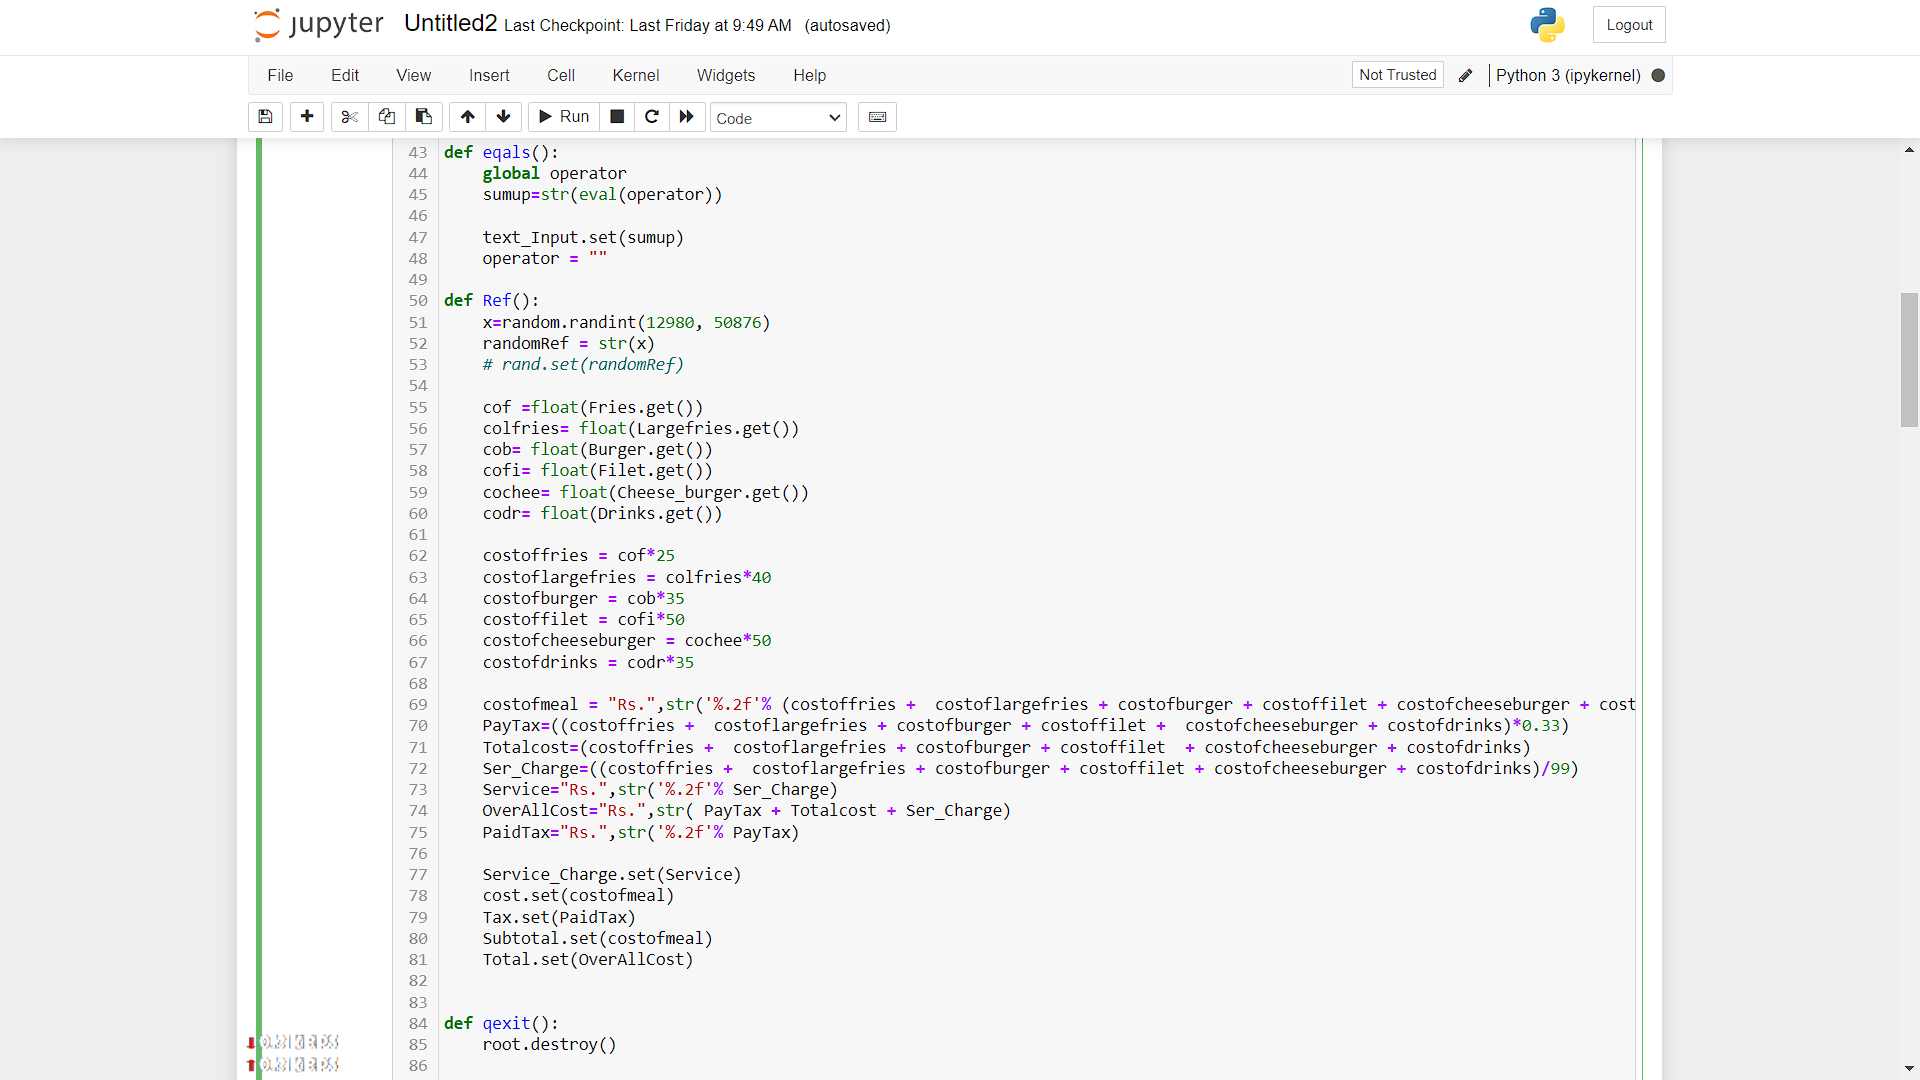 jupyter Untitled2 Last Checkpoint: Last Friday at 9:49 AM (autosaved) Logout
File Edit View Insert Cell Kernel Widgets Help Not Trusted Python 3 (ipykernel)
Run Code
43 def eqals():
44     global operator
45     sumup=str(eval(operator))
46
47     text_Input.set(sumup)
48     operator = ""
49
50 def Ref():
51     x=random.randint(12980, 50876)
52     randomRef = str(x)
53     # rand.set(randomRef)
54
55     cof =float(Fries.get())
56     colfries= float(Largefries.get())
57     cob= float(Burger.get())
58     cofi= float(Filet.get())
59     cochee= float(Cheese_burger.get())
60     codr= float(Drinks.get())
61
62     costoffries = cof*25
63     costoflargefries = colfries*40
64     costofburger = cob*35
65     costoffilet = cofi*50
66     costofcheeseburger = cochee*50
67     costofdrinks = codr*35
68
69     costofmeal = "Rs.",str('%.2f'% (costoffries +  costoflargefries + costofburger + costoffilet + costofcheeseburger + cost
70     PayTax=((costoffries +  costoflargefries + costofburger + costoffilet +  costofcheeseburger + costofdrinks)*0.33)
71     Totalcost=(costoffries +  costoflargefries + costofburger + costoffilet  + costofcheeseburger + costofdrinks)
72     Ser_Charge=((costoffries +  costoflargefries + costofburger + costoffilet + costofcheeseburger + costofdrinks)/99)
73     Service="Rs.",str('%.2f'% Ser_Charge)
74     OverAllCost="Rs.",str( PayTax + Totalcost + Ser_Charge)
75     PaidTax="Rs.",str('%.2f'% PayTax)
76
77     Service_Charge.set(Service)
78     cost.set(costofmeal)
79     Tax.set(PaidTax)
80     Subtotal.set(costofmeal)
81     Total.set(OverAllCost)
82
83
84 def qexit():
85     root.destroy()
86